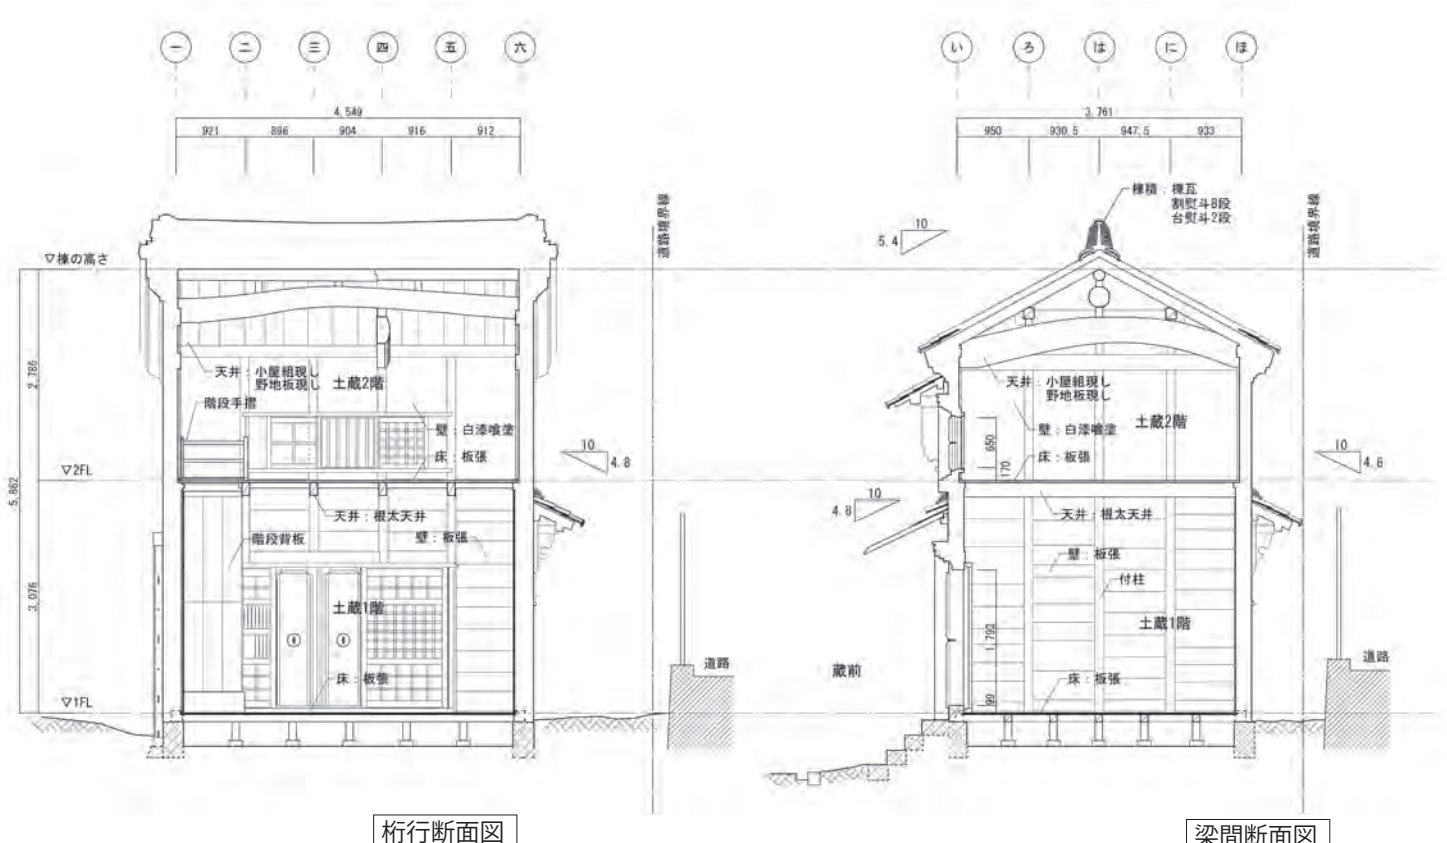 一 二 三 四 五 六
4,549
921 896 904 916 912
▽棟の高さ
2,786
5,862
3,076
天井：小屋組現し
野地板現し
土蔵2階
階段手摺
壁：白漆喰塗
床：板張
▽2FL
10
4.8
天井：根太天井
階段背板
壁：板張
土蔵1階
床：板張
▽1FL
道路境界線
道路
桁行断面図
い ろ は に ほ
3,761
950 930.5 947.5 933
棟積：棟瓦
割熨斗8段
台熨斗2段
10
5.4
道路境界線
天井：小屋組現し
野地板現し
土蔵2階
壁：白漆喰塗
650
床：板張
170
10
4.8
10
4.8
天井：根太天井
壁：板張
付柱
土蔵1階
1,790
蔵前
床：板張
99
道路
梁間断面図